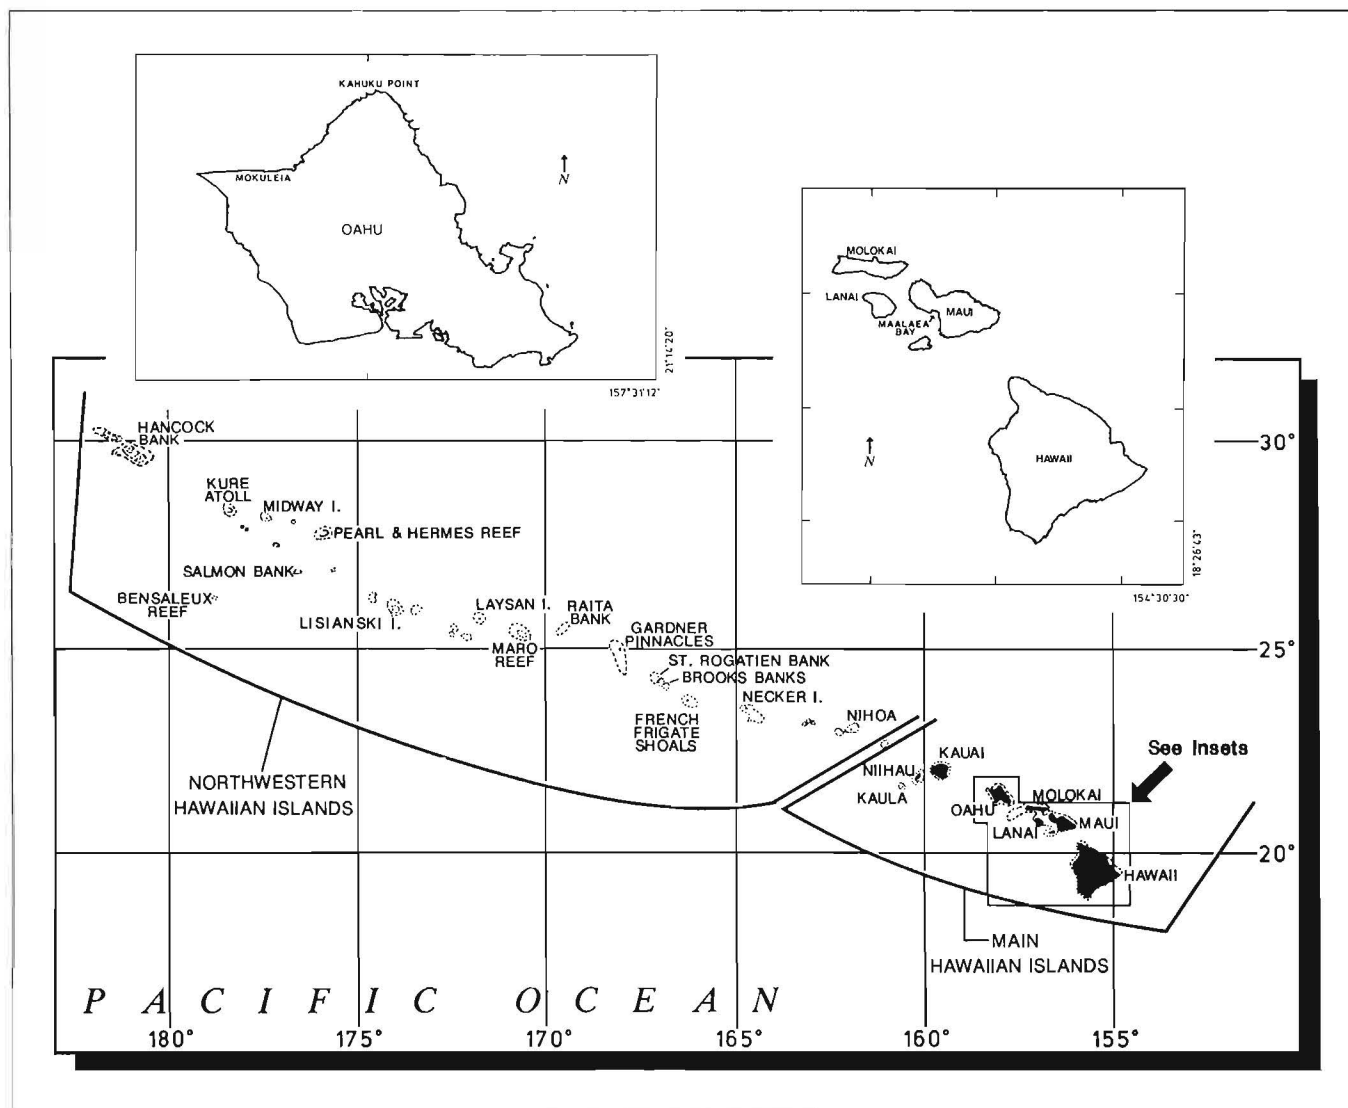 KAHUKU POINT
MOKULEIA
OAHU
N
21°14'20"
157°31'12"
MOLOKAI
LANAI
MAALAEA
BAY
MAUI
HAWAII
N
18°26'43"
154°30'30"
HANCOCK
BANK
30°
KURE
ATOLL
MIDWAY I.
PEARL & HERMES REEF
SALMON BANK
BENSALEUX
REEF
LISIANSKI I.
LAYSAN I.
MARO
REEF
RAITA
BANK
GARDNER
PINNACLES
25°
ST. ROGATIEN BANK
BROOKS BANKS
NECKER I.
FRENCH
FRIGATE
SHOALS
NIHOA
NORTHWESTERN
HAWAIIAN ISLANDS
KAUAI
NIIHAU
KAULA
See Insets
OAHU
MOLOKAI
LANAI
MAUI
20°
HAWAII
MAIN
HAWAIIAN ISLANDS
PACIFIC OCEAN
180° 175° 170° 165° 160° 155°